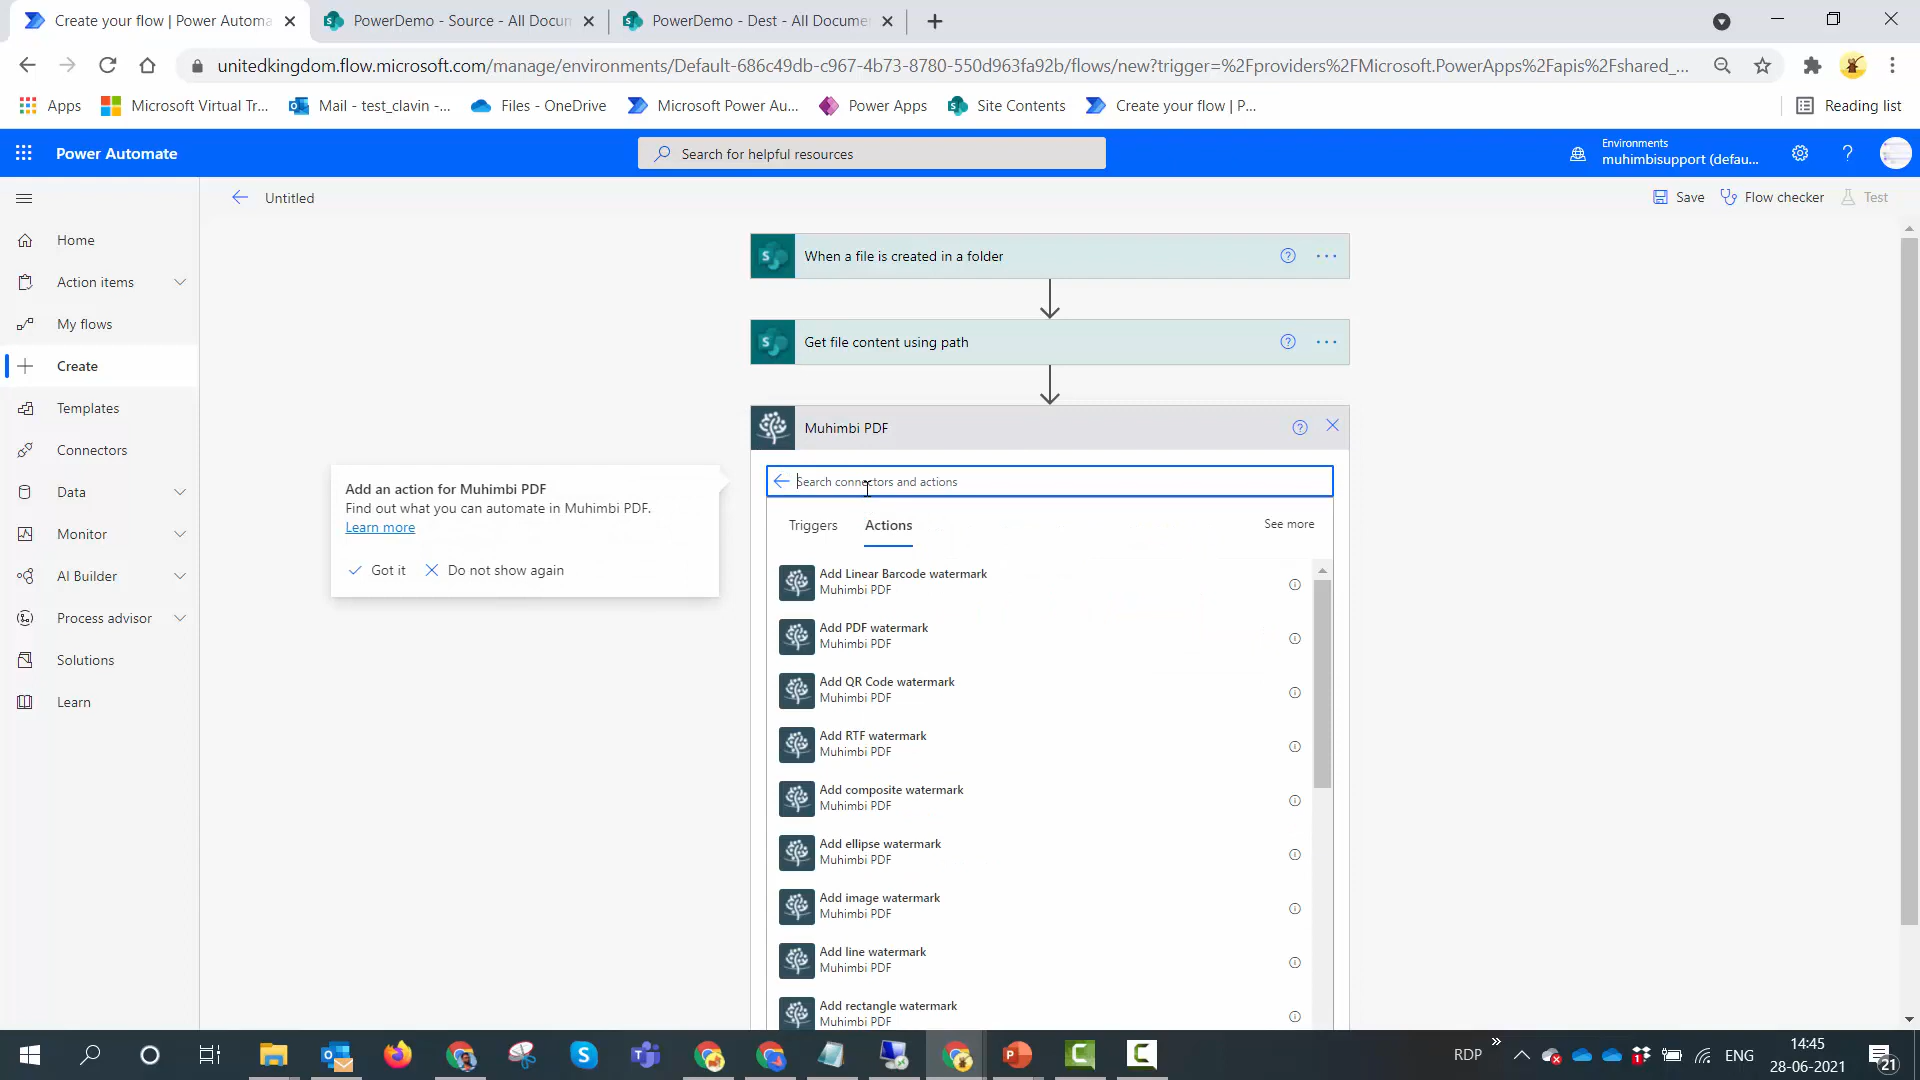 Create your flow | Power Automa
PowerDemo - Source - All Docun
PowerDemo - Dest - All Documer
unitedkingdom.flow.microsoft.com/manage/environments/Default-686c49db-c967-4b73-8780-550d963fa92b/flows/new?trigger=%2Fproviders%2FMicrosoft.PowerApps%2Fapis%2Fshared_...
Apps
Microsoft Virtual Tr...
Mail - test_clavin -...
Files - OneDrive
Microsoft Power Au...
Power Apps
Site Contents
Create your flow | P...
Reading list
Power Automate
Search for helpful resources
Environments
muhimbisupport (defau...
Untitled
Save
Flow checker
Test
Home
Action items
My flows
Create
Templates
Connectors
Data
Monitor
AI Builder
Process advisor
Solutions
Learn
When a file is created in a folder
Get file content using path
Muhimbi PDF
Add an action for Muhimbi PDF
Find out what you can automate in Muhimbi PDF.
Learn more
Got it
Do not show again
Search connectors and actions
Triggers
Actions
See more
Add Linear Barcode watermark
Muhimbi PDF
Add PDF watermark
Muhimbi PDF
Add QR Code watermark
Muhimbi PDF
Add RTF watermark
Muhimbi PDF
Add composite watermark
Muhimbi PDF
Add ellipse watermark
Muhimbi PDF
Add image watermark
Muhimbi PDF
Add line watermark
Muhimbi PDF
Add rectangle watermark
Muhimbi PDF
RDP
ENG
14:45
28-06-2021
21